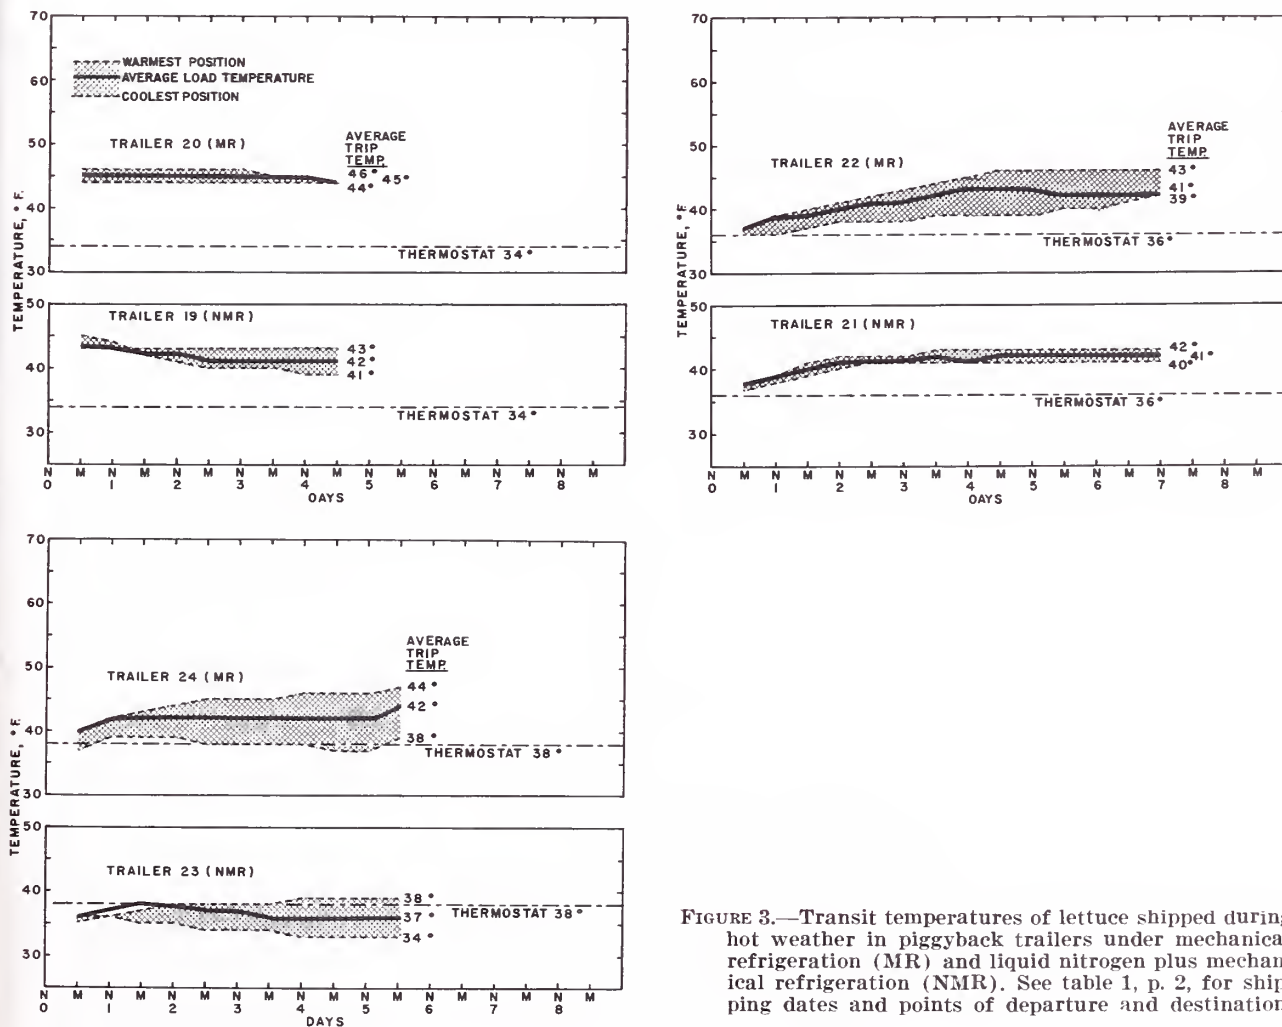 70
60
50
40
30
WARMEST POSITION
AVERAGE LOAD TEMPERATURE
COOLEST POSITION
TRAILER 20 (MR)
AVERAGE
TRIP
TEMP.
46°
45°
44°
THERMOSTAT 34°
TEMPERATURE, °F.
50
40
30
TRAILER 19 (NMR)
43°
42°
41°
THERMOSTAT 34°
N M N M N M N M N M N M N M N M N M
0 1 2 3 4 5 6 7 8
DAYS
70
60
50
40
30
TRAILER 22 (MR)
AVERAGE
TRIP
TEMP.
43°
41°
39°
THERMOSTAT 36°
TEMPERATURE, °F.
50
40
30
TRAILER 21 (NMR)
42°
41°
40°
THERMOSTAT 36°
N M N M N M N M N M N M N M N M N M
0 1 2 3 4 5 6 7 8
DAYS
70
60
50
40
30
TRAILER 24 (MR)
AVERAGE
TRIP
TEMP.
44°
42°
38°
THERMOSTAT 38°
TEMPERATURE, °F.
50
40
30
TRAILER 23 (NMR)
38°
37°
34°
THERMOSTAT 38°
N M N M N M N M N M N M N M N M N M
0 1 2 3 4 5 6 7 8
DAYS
FIGURE 3.—Transit temperatures of lettuce shipped during
hot weather in piggyback trailers under mechanica
refrigeration (MR) and liquid nitrogen plus mechan
ical refrigeration (NMR). See table 1, p. 2, for ship
ping dates and points of departure and destination